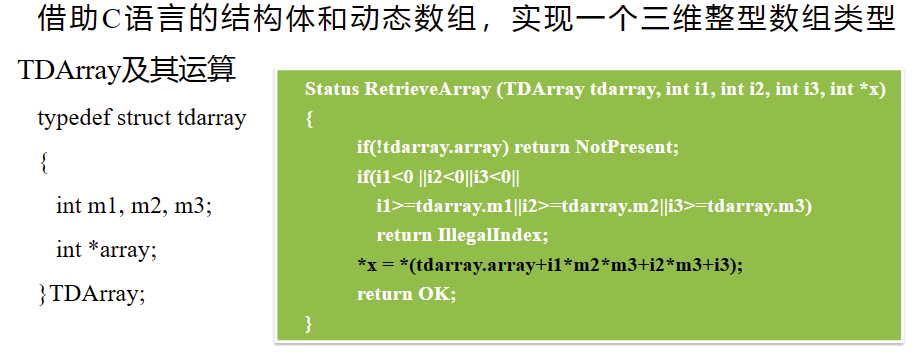 借助C语言的结构体和动态数组，实现一个三维整型数组类型
TDArray及其运算
typedef struct tdarray
{
int m1, m2, m3;
int *array;
}TDArray;
Status RetrieveArray (TDArray tdarray, int i1, int i2, int i3, int *x)
{
if(!tdarray.array) return NotPresent;
if(i1<0 ||i2<0||i3<0||
i1>=tdarray.m1||i2>=tdarray.m2||i3>=tdarray.m3)
return IllegalIndex;
*x = *(tdarray.array+i1*m2*m3+i2*m3+i3);
return OK;
}